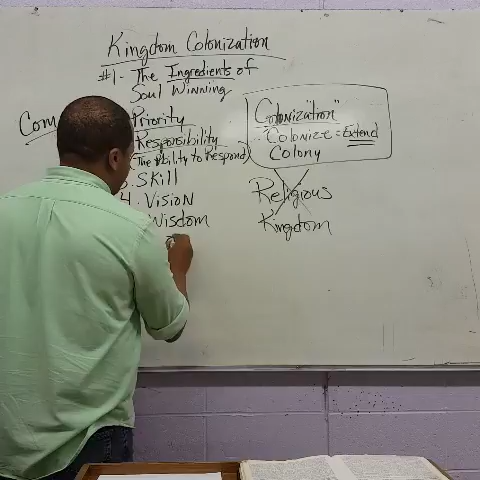 Kingdom Colonization
#1- The Ingredients of
Soul Winning
Com
Priority
Responsibility
(The Ability to Respond)
3. Skill
4. Vision
Wisdom
Colonization"
Colonize = Extend
Colony
Religious
Kingdom